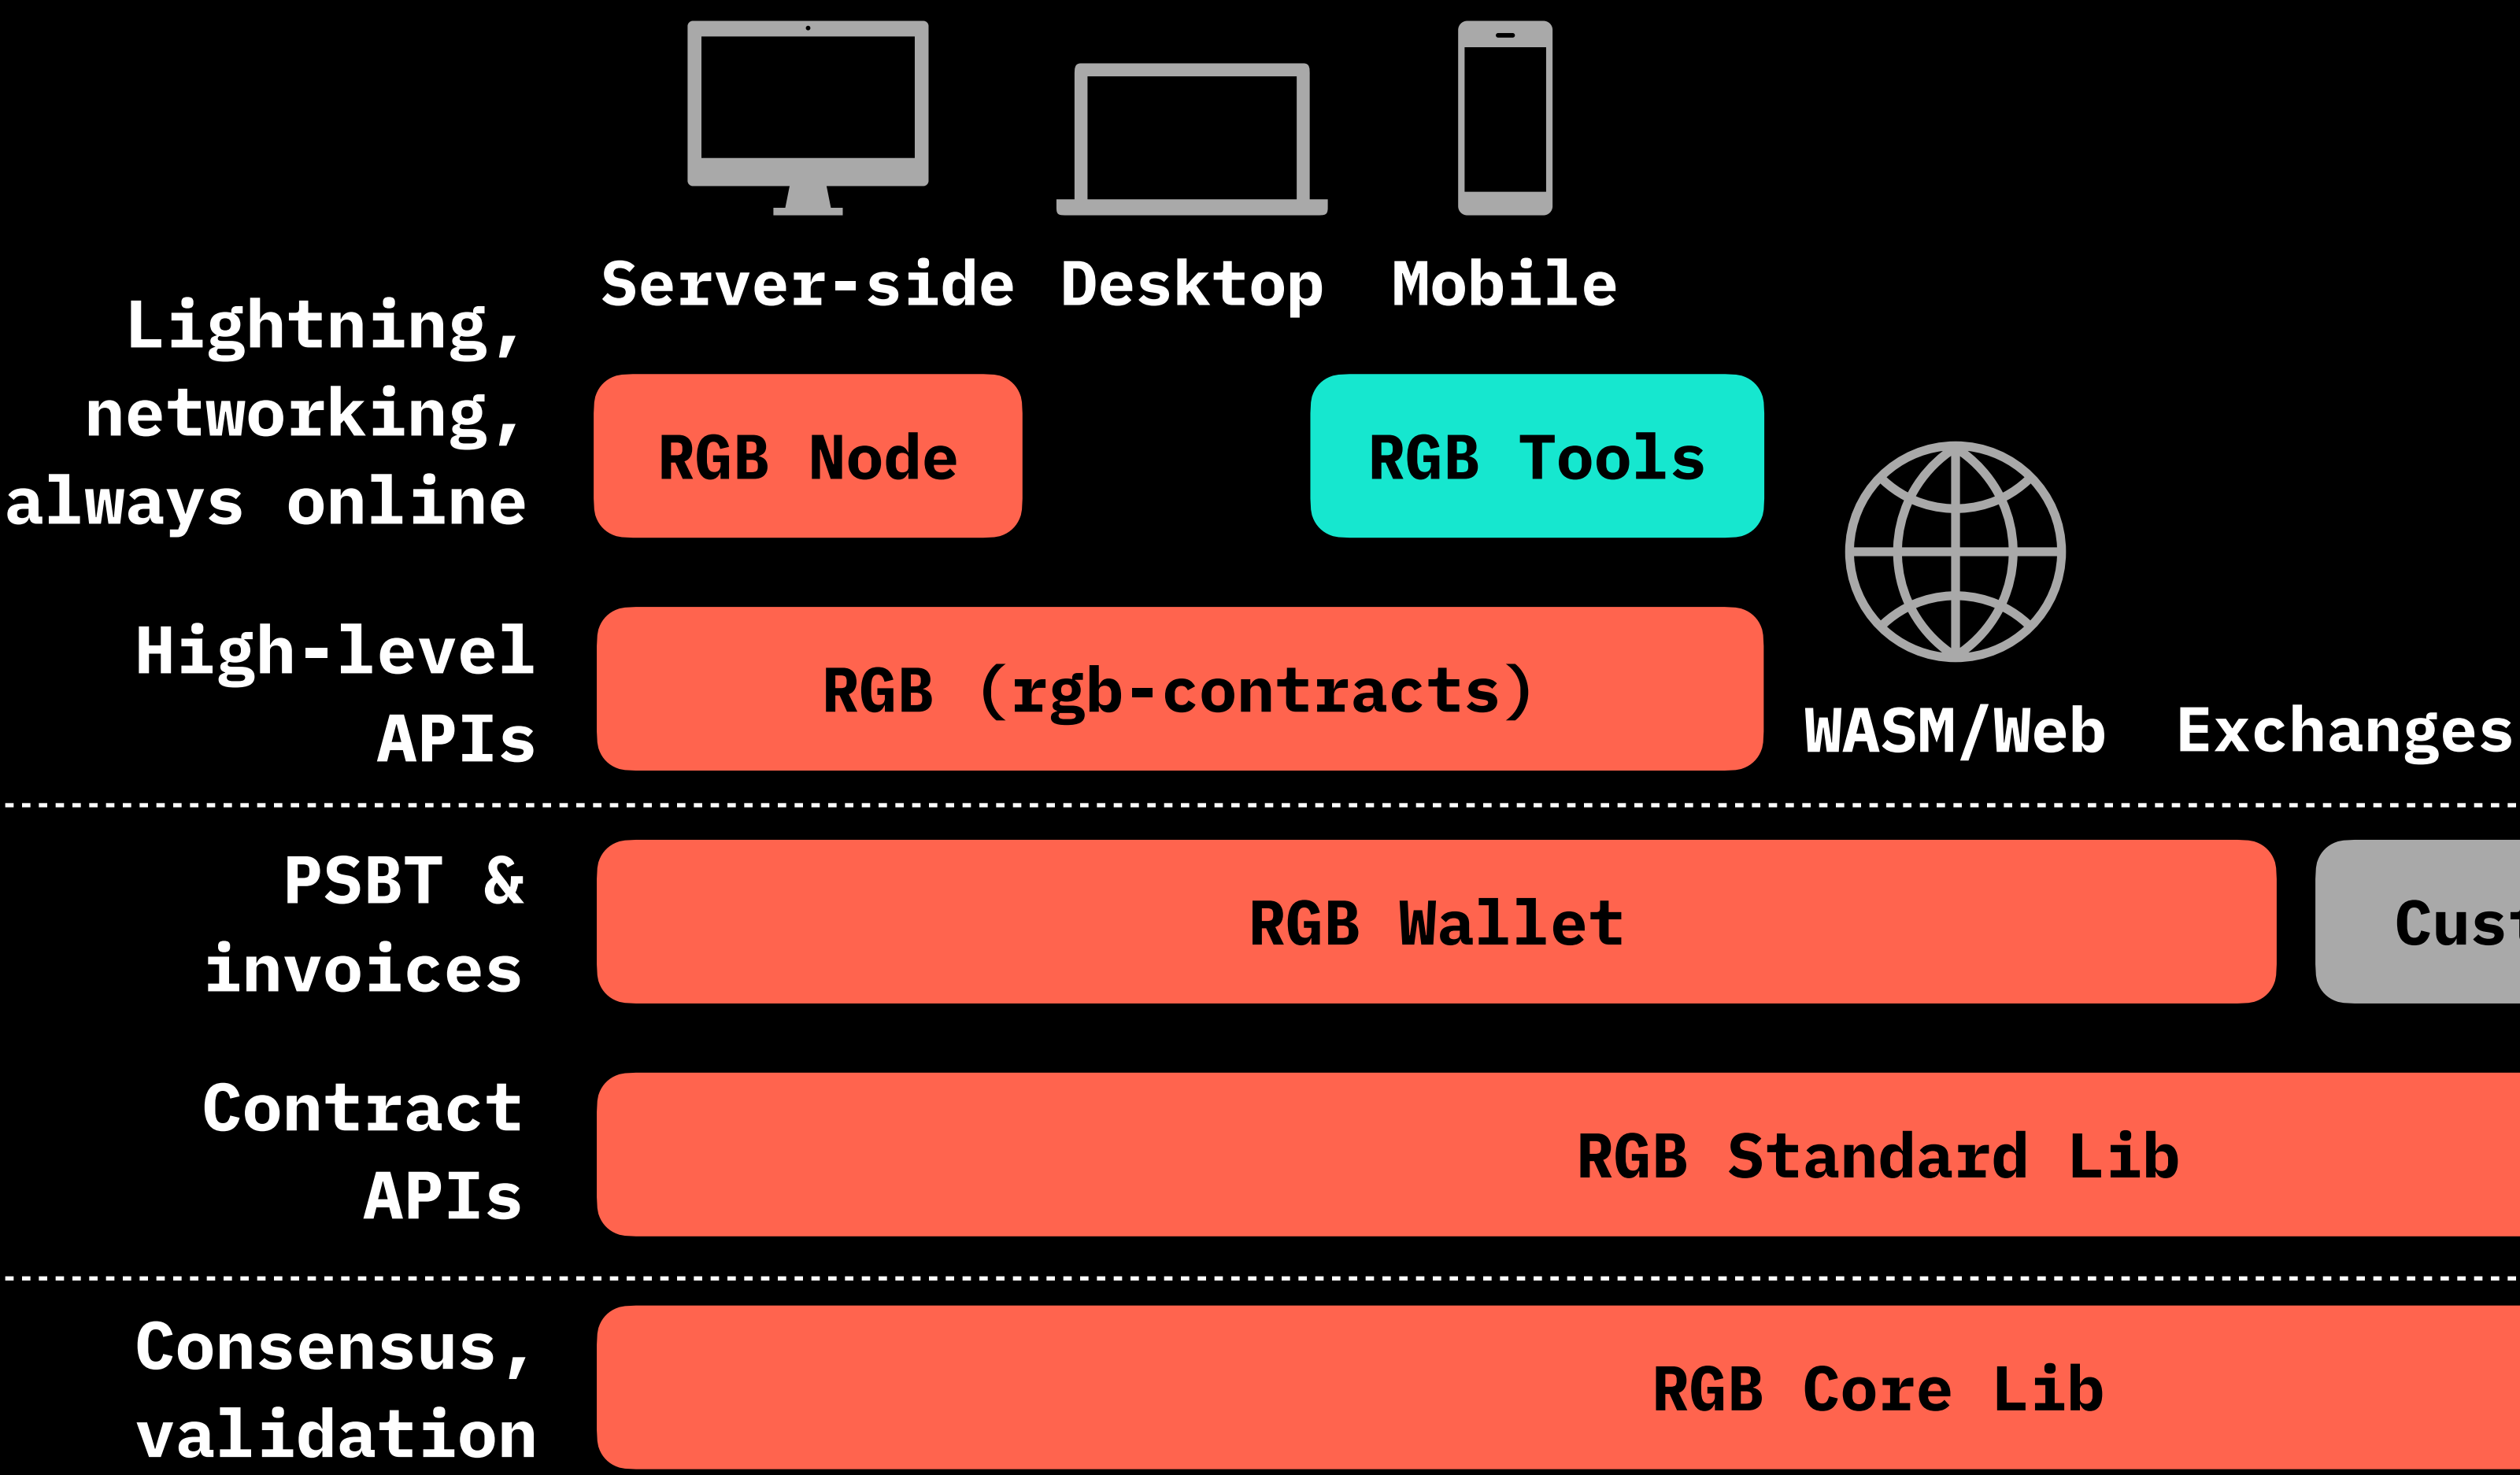 Server-side Desktop Mobile
Lightning,
networking,
always online
RGB Node
RGB Tools
High-level
APIs
RGB (rgb-contracts)
WASM/Web Exchanges
PSBT &
invoices
RGB Wallet
Contract
APIs
RGB Standard Lib
Consensus,
validation
RGB Core Lib